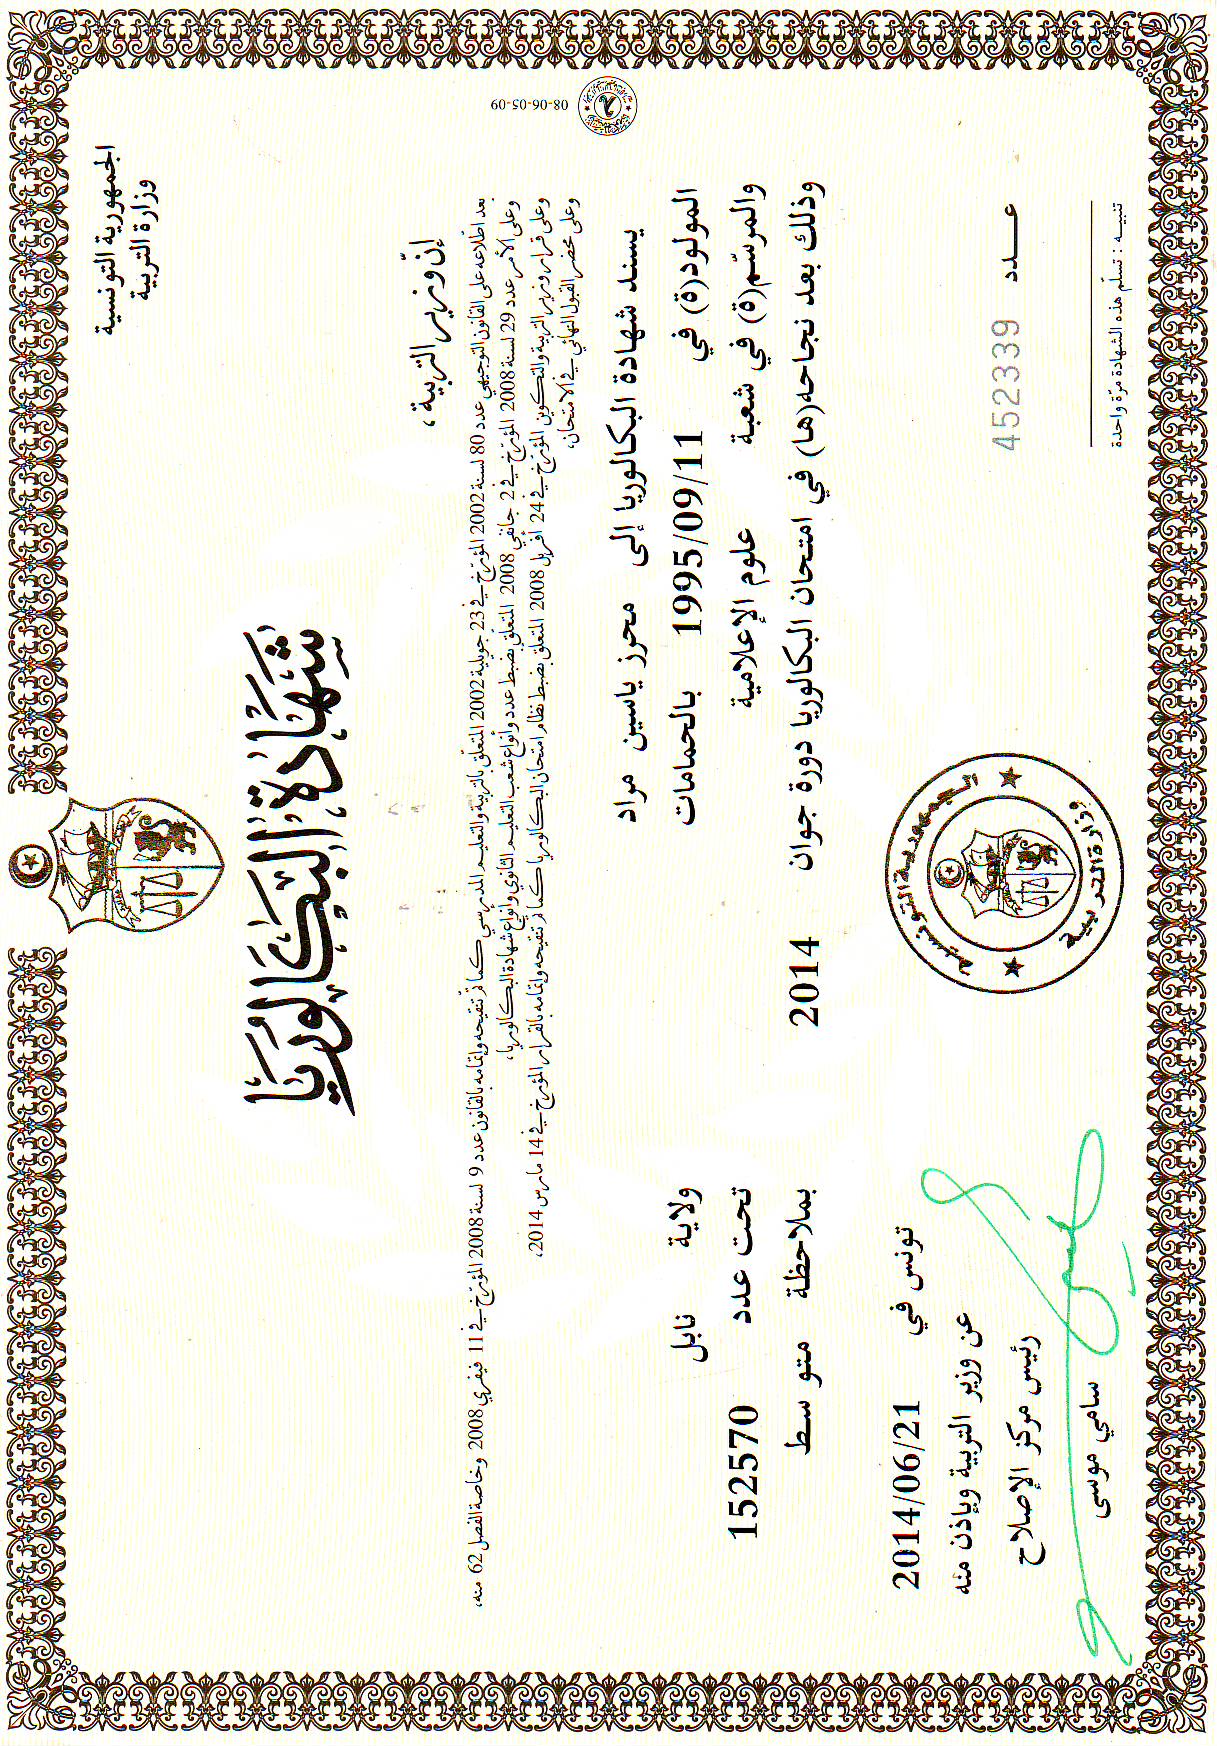 الجمهورية التونسية
وزارة التربية
شَهَادَة البَكَالُورِيَا
إنّ وزير التربية،
بعد اطّلاعه على القانون التوجيهي عدد 80 لسنة 2002 المؤرّخ في 23 جويلية 2002 المتعلّق بالتربية والتعليم المدرسي كما تمّ تنقيحه وإتمامه بالقانون عدد 9 لسنة 2008 المؤرّخ في 11 فيفري 2008 وخاصة الفصل 62 منه،
وعلى الأمر عدد 29 لسنة 2008 المؤرّخ في 2 جانفي 2008 المتعلّق بضبط عدد وأنواع شعب التعليم الثانوي وأنواع شهادة البكالوريا،
وعلى قرار وزير التربية والتكوين المؤرّخ في 24 أفريل 2008 المتعلّق بضبط نظام امتحان البكالوريا كما تمّ تنقيحه وإتمامه بالقرار المؤرخ في 14 مارس 2014،
وعلى محضر القبول النهائي في الامتحان،
08-06-05-09
يسند شهادة البكالوريا إلى محرز ياسين مراد
المولود(ة) في 1995/09/11 بالحمامات ولاية نابل
والمرسّم(ة) في شعبة علوم الإعلامية تحت عدد 152570
وذلك بعد نجاحه(ها) في امتحان البكالوريا دورة جوان 2014 بملاحظة متوسط
تونس في 2014/06/21
عن وزير التربية وبإذن منه
رئيس مركز الإصلاح
سامي موسى
الجمهورية التونسية
وزارة التربية
عـــدد 452339
تنبيـه : تسلّم هذه الشهادة مرّة واحدة